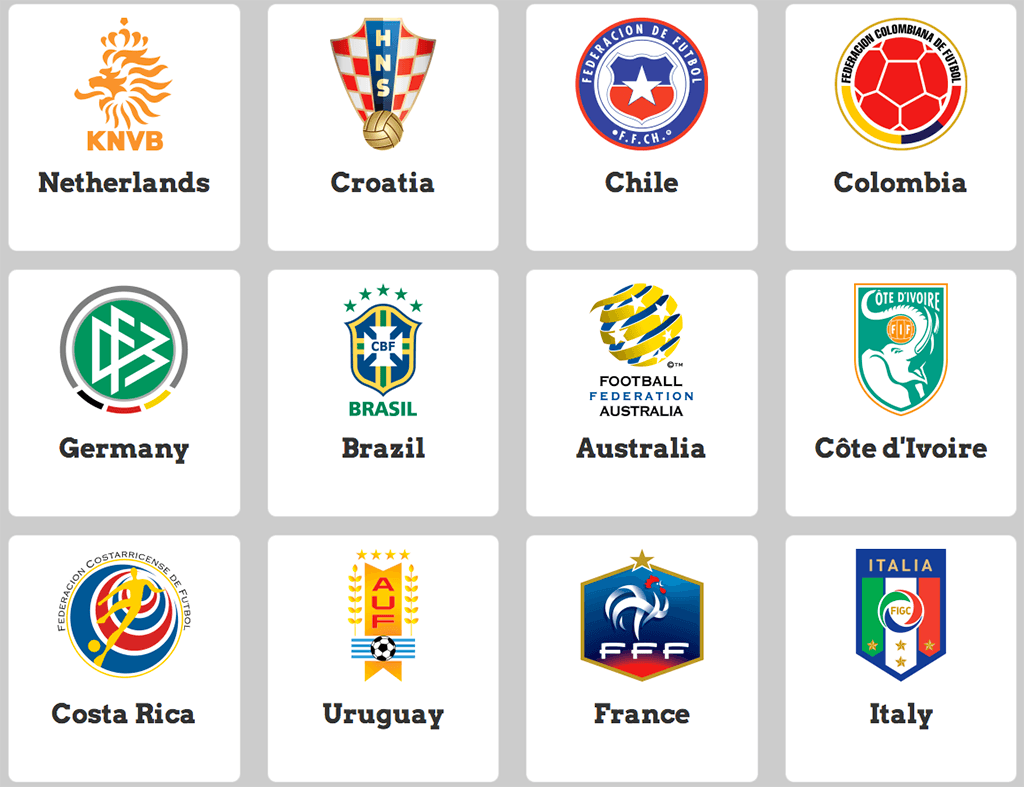 KNVB
Netherlands
HNS
Croatia
FEDERACION DE FUTBOL
•F.F.CH.•
Chile
FEDERACION COLOMBIANA DE FUTBOL
Colombia
DFB
Germany
CBF
BRASIL
Brazil
©™
FOOTBALL
FEDERATION
AUSTRALIA
Australia
CÔTE D'IVOIRE
FIF
Côte d'Ivoire
FEDERACION COSTARRICENSE DE FUTBOL
Costa Rica
AUF
Uruguay
FFF
France
ITALIA
FIGC
Italy